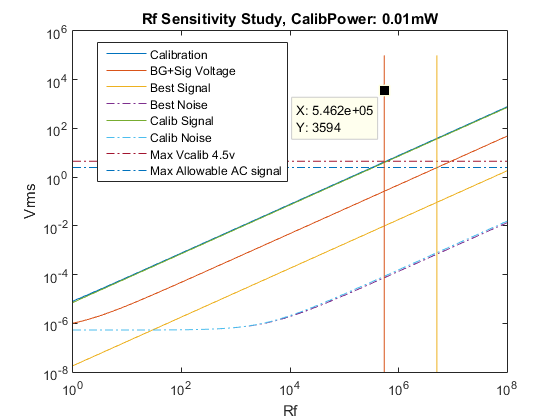 Rf Sensitivity Study, CalibPower: 0.01mW
10^6
10^4
10^2
10^0
10^-2
10^-4
10^-6
10^-8
Vrms
Calibration
BG+Sig Voltage
Best Signal
Best Noise
Calib Signal
Calib Noise
Max Vcalib 4.5v
Max Allowable AC signal
X: 5.462e+05
Y: 3594
10^0
10^2
10^4
10^6
10^8
Rf